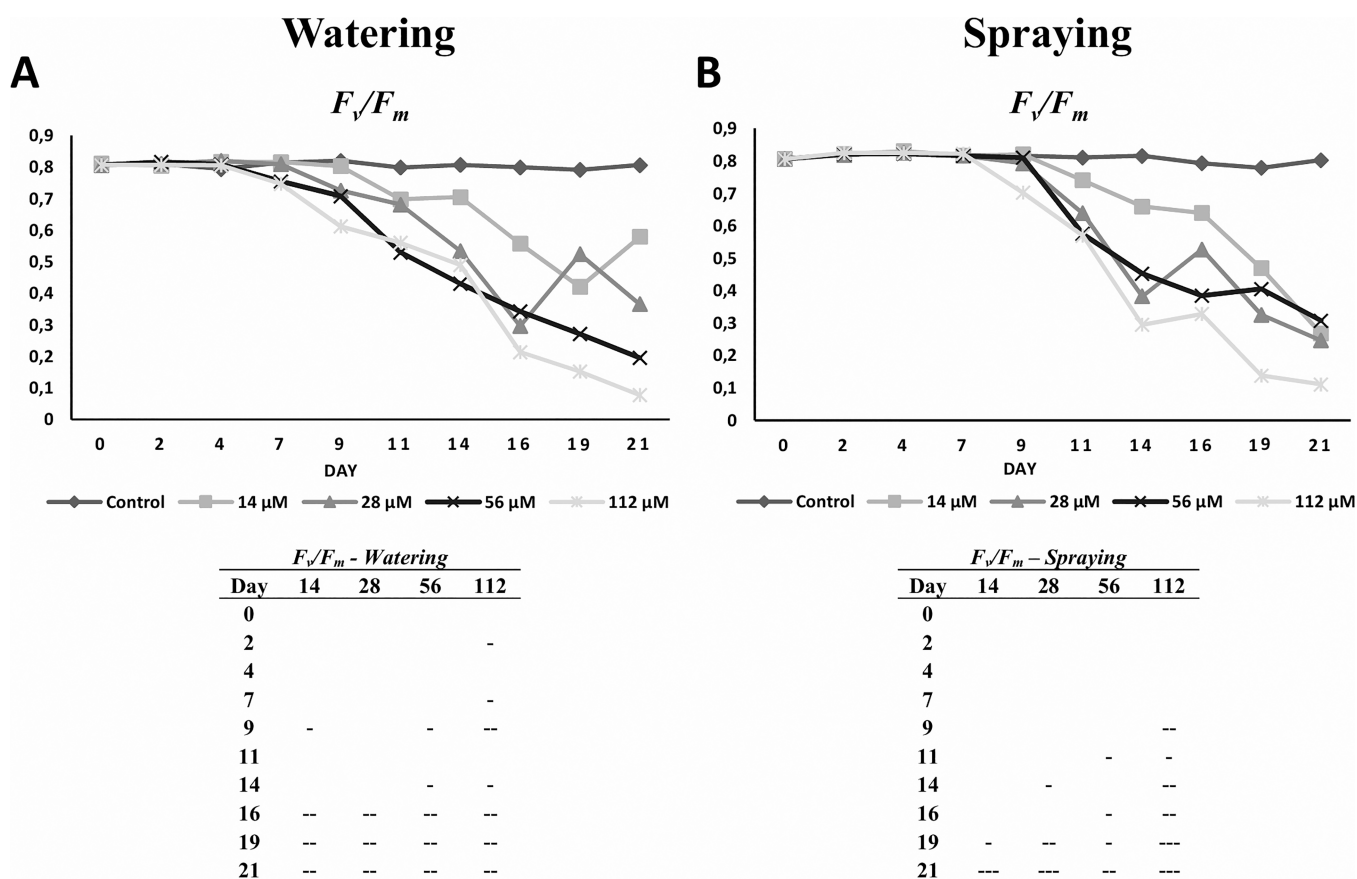 Watering
A
Fv/Fm
0,9
0,8
0,7
0,6
0,5
0,4
0,3
0,2
0,1
0
0 2 4 7 9 11 14 16 19 21
DAY
Control 14 µM 28 µM 56 µM 112 µM
Fv/Fm - Watering
Day 14 28 56 112
0
2 -
4
7 -
9 - - --
11
14 - -
16 -- -- -- --
19 -- -- -- --
21 -- -- -- --
Spraying
B
Fv/Fm
0,9
0,8
0,7
0,6
0,5
0,4
0,3
0,2
0,1
0
0 2 4 7 9 11 14 16 19 21
DAY
Control 14 µM 28 µM 56 µM 112 µM
Fv/Fm – Spraying
Day 14 28 56 112
0
2
4
7
9 --
11 - -
14 - --
16 - --
19 - -- - ---
21 --- --- -- ---